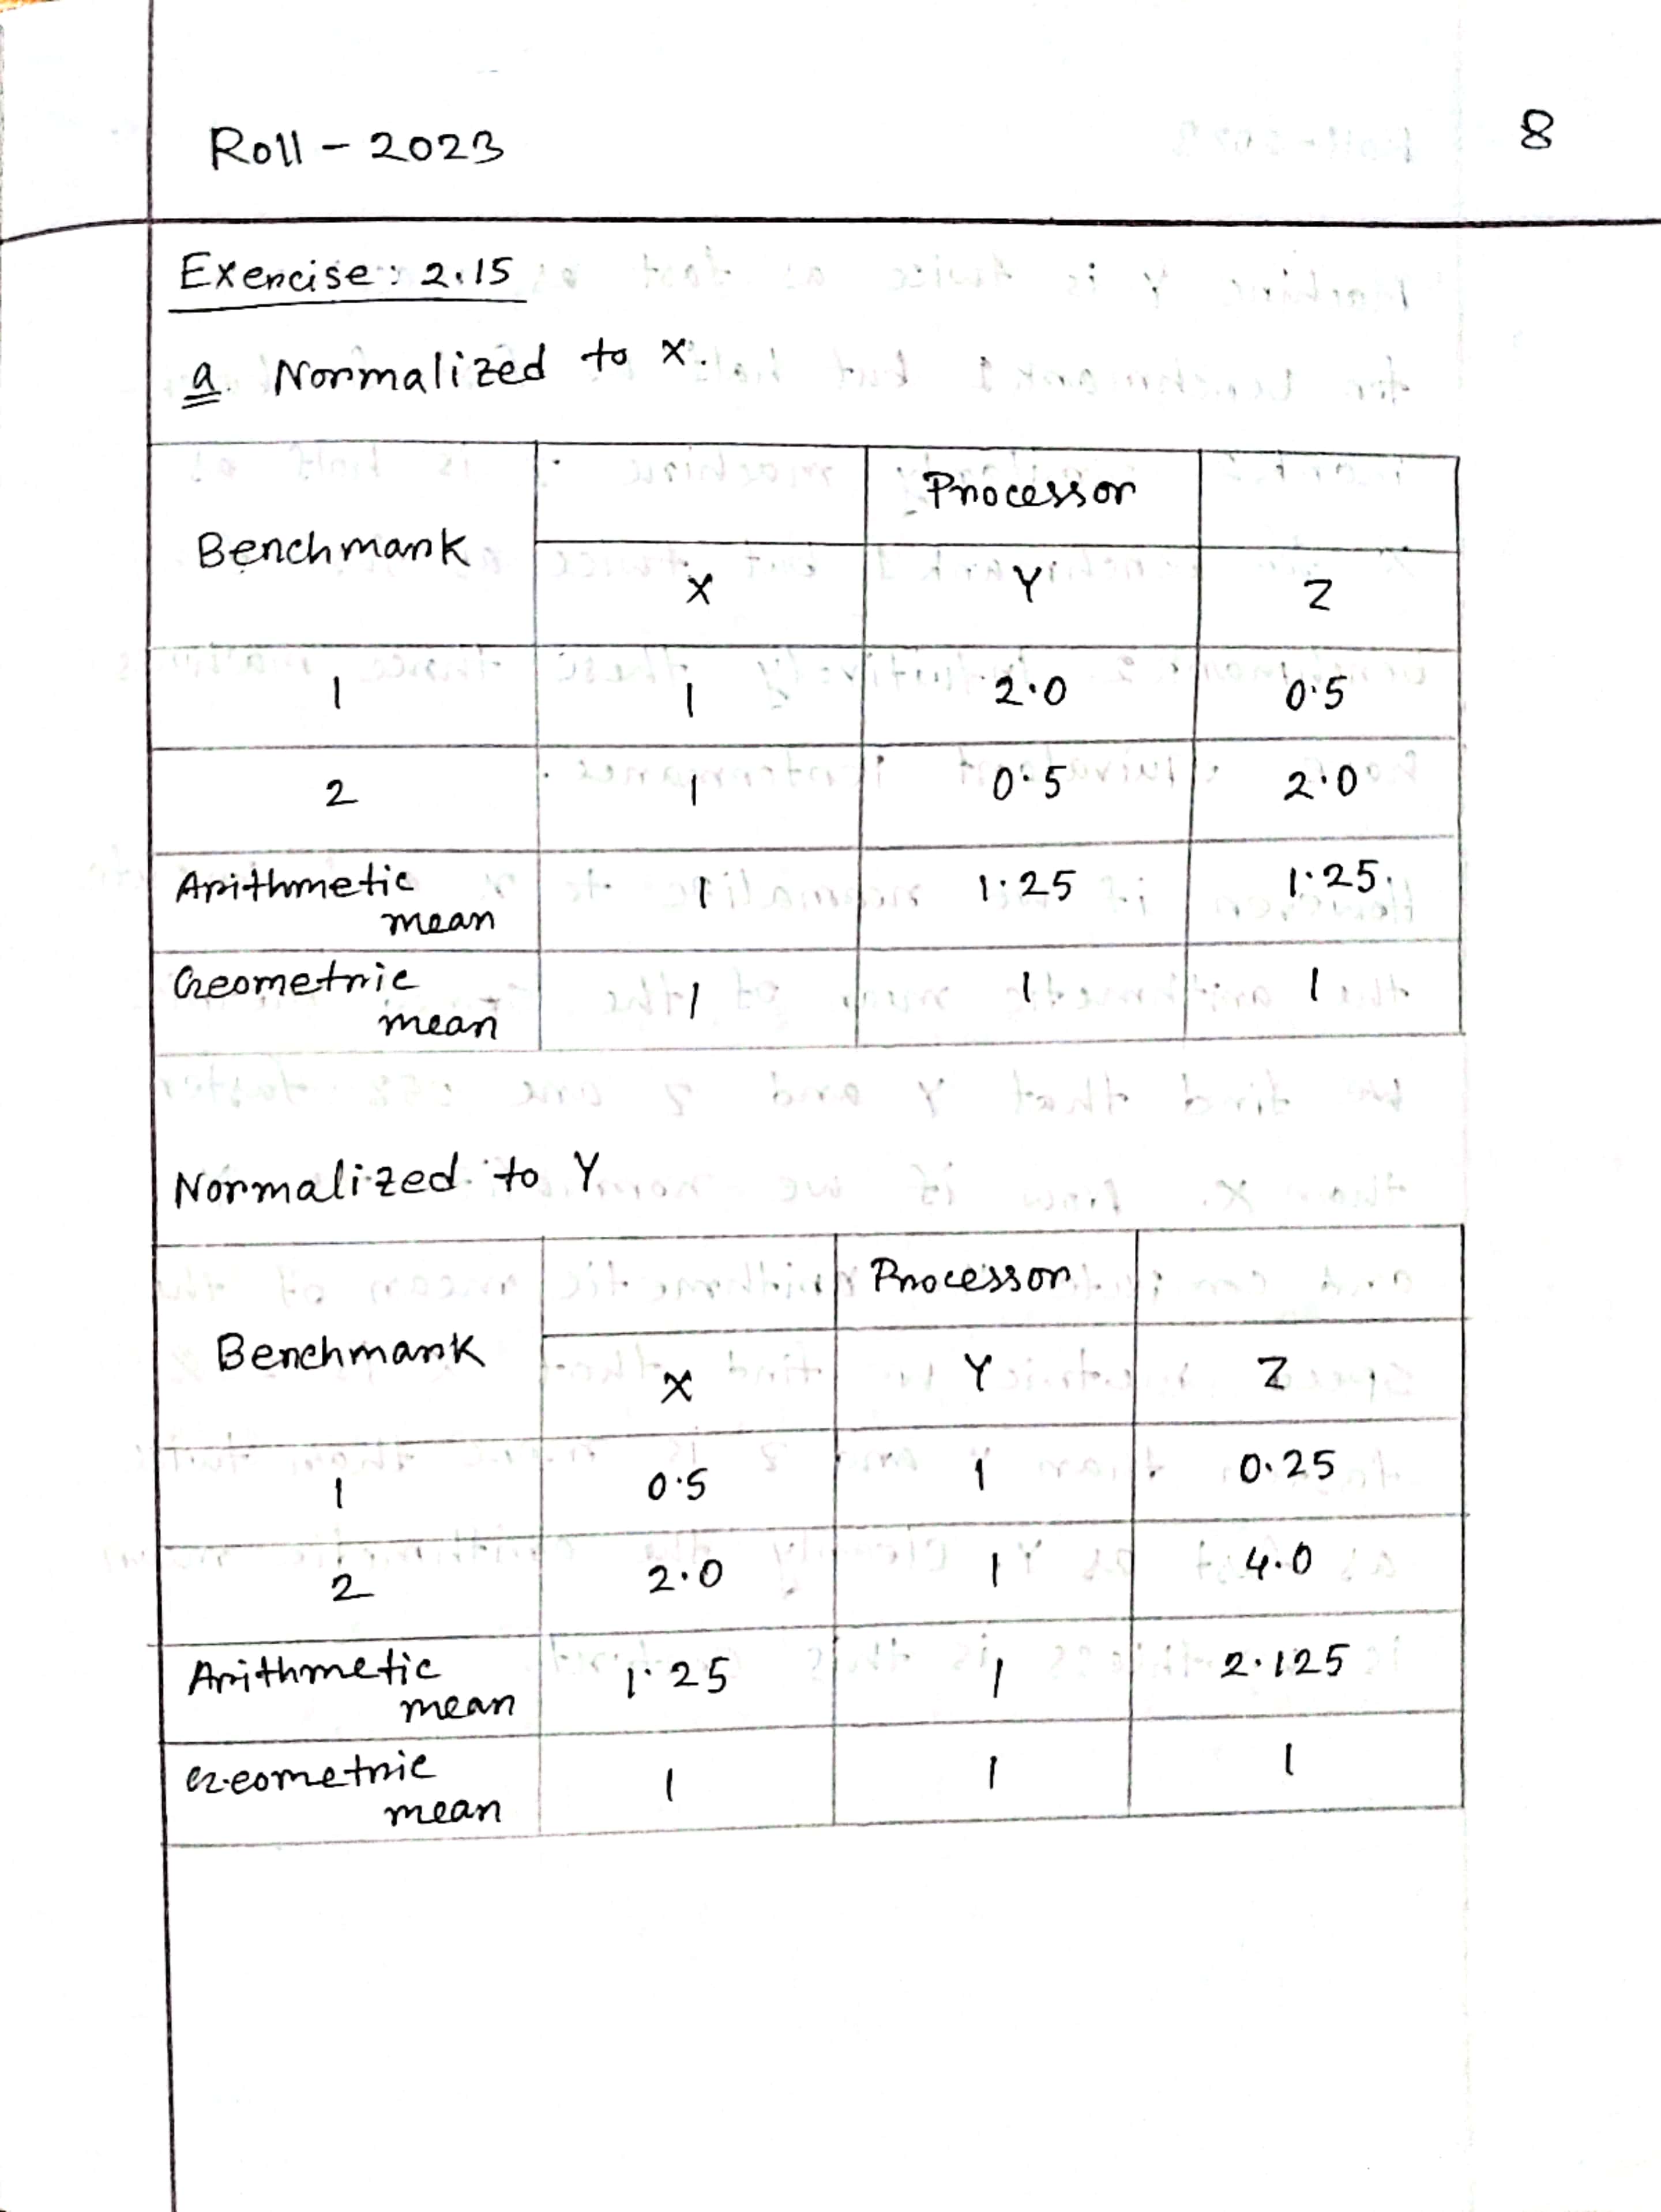 Roll - 2023
8
Exercise: 2.15
a. Normalized to X.
Processor
Benchmark
X Y Z
1 1 2.0 0.5
2 1 0.5 2.0
Arithmetic mean 1 1.25 1.25.
Geometric mean 1 1 1
Normalized to Y
Processor
Benchmark
X Y Z
1 0.5 1 0.25
2 2.0 1 4.0
Arithmetic mean 1.25 1 2.125
Geometric mean 1 1 1